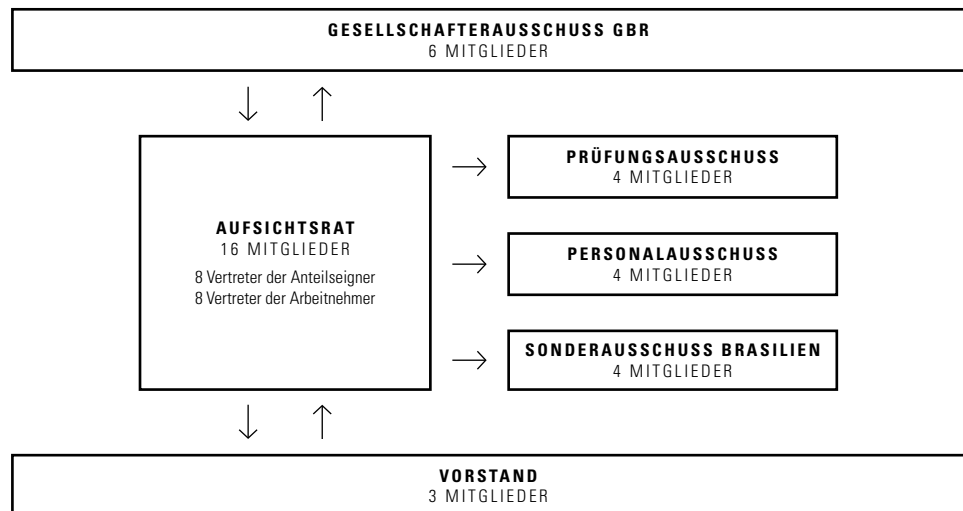 GESELLSCHAFTERAUSSCHUSS GBR
6 MITGLIEDER
AUFSICHTSRAT
16 MITGLIEDER
8 Vertreter der Anteilseigner
8 Vertreter der Arbeitnehmer
PRÜFUNGSAUSSCHUSS
4 MITGLIEDER
PERSONALAUSSCHUSS
4 MITGLIEDER
SONDERAUSSCHUSS BRASILIEN
4 MITGLIEDER
VORSTAND
3 MITGLIEDER